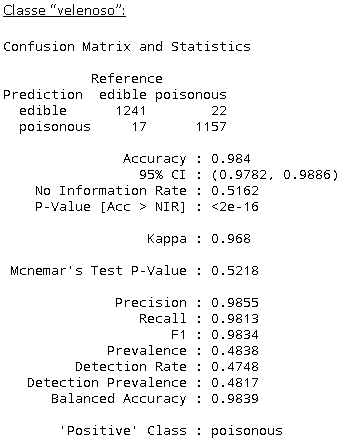 Classe “velenoso”:
Confusion Matrix and Statistics
Reference
Prediction edible poisonous
edible 1241 22
poisonous 17 1157
Accuracy : 0.984
95% CI : (0.9782, 0.9886)
No Information Rate : 0.5162
P-Value [Acc > NIR] : <2e-16
Kappa : 0.968
Mcnemar's Test P-Value : 0.5218
Precision : 0.9855
Recall : 0.9813
F1 : 0.9834
Prevalence : 0.4838
Detection Rate : 0.4748
Detection Prevalence : 0.4817
Balanced Accuracy : 0.9839
'Positive' Class : poisonous